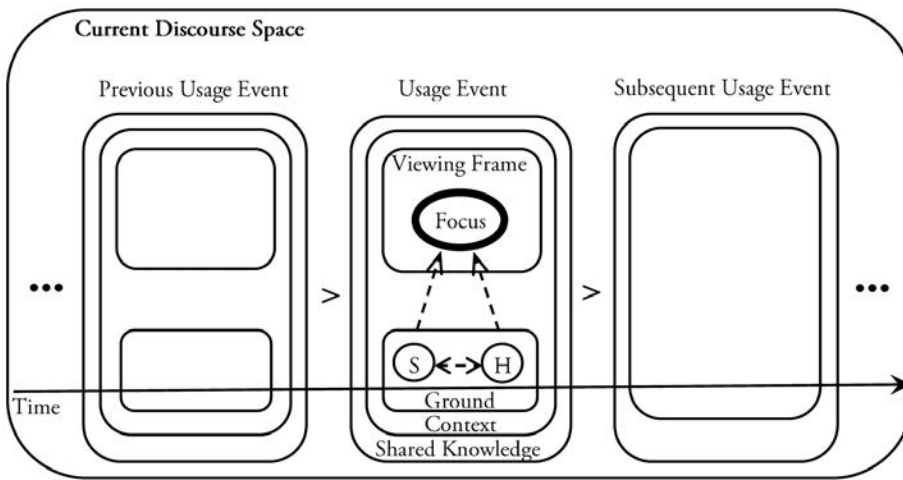 Current Discourse Space
Previous Usage Event
Usage Event
Subsequent Usage Event
Viewing Frame
Focus
•••
>
>
•••
S
H
Time
Ground
Context
Shared Knowledge